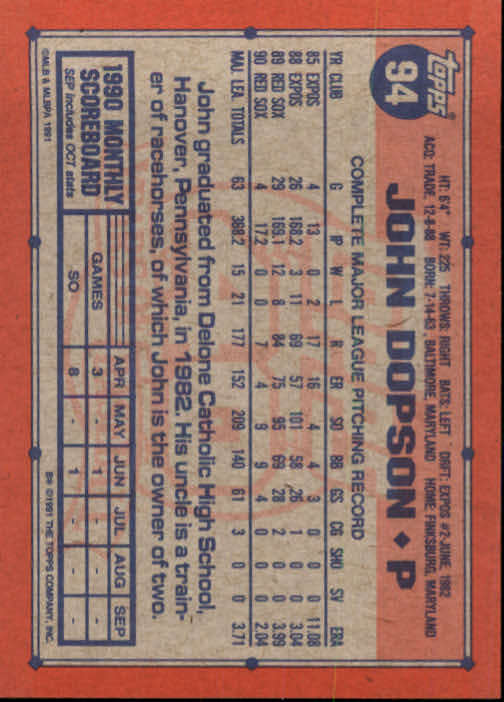 topps
94
HT: 6'4" WT: 225 THROWS: RIGHT BATS: LEFT DRFT: EXPOS #2-JUNE, 1982
ACQ: TRADE, 12-8-88 BORN: 7-14-63, BALTIMORE, MARYLAND HOME: FINKSBURG, MARYLAND
JOHN DOPSON ◆ P
COMPLETE MAJOR LEAGUE PITCHING RECORD
YR CLUB G IP W L R ER SO BB GS CG SHO SV ERA
85 EXPOS 4 13 0 2 17 16 4 4 3 0 0 0 11.08
88 EXPOS 26 168.2 3 11 69 57 101 58 26 1 0 0 3.04
89 RED SOX 29 169.1 12 8 84 75 95 69 28 2 0 0 3.99
90 RED SOX 4 17.2 0 0 7 4 9 9 4 0 0 0 2.04
MAJ. LEA. TOTALS 63 368.2 15 21 177 152 209 140 61 3 0 0 3.71
John graduated from Delone Catholic High School,
Hanover, Pennsylvania, in 1982. His uncle is a train-
er of racehorses, of which John is the owner of two.
1990 MONTHLY
SCOREBOARD
SEP includes OCT stats
APR MAY JUN JUL AUG SEP
GAMES 3 - 1 - - -
SO 8 - 1 - - -
©MLB & MLBPA 1991
B* ©1991 THE TOPPS COMPANY, INC.